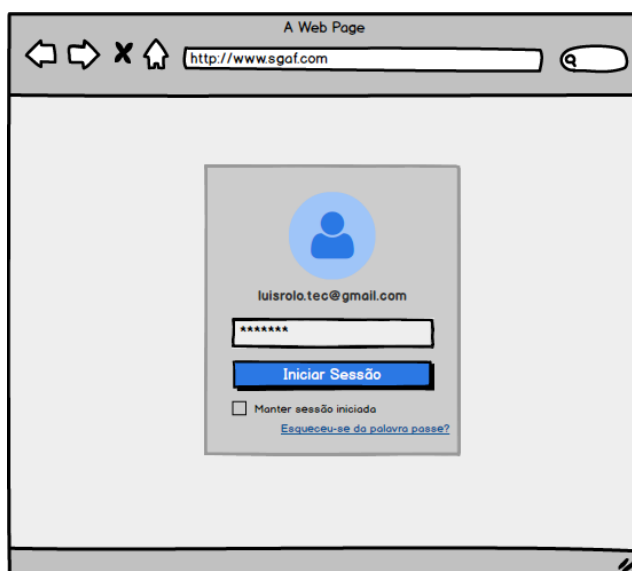 A Web Page
http://www.sgaf.com
luisrolo.tec@gmail.com
*******
Iniciar Sessão
Manter sessão iniciada
Esqueceu-se da palavra passe?